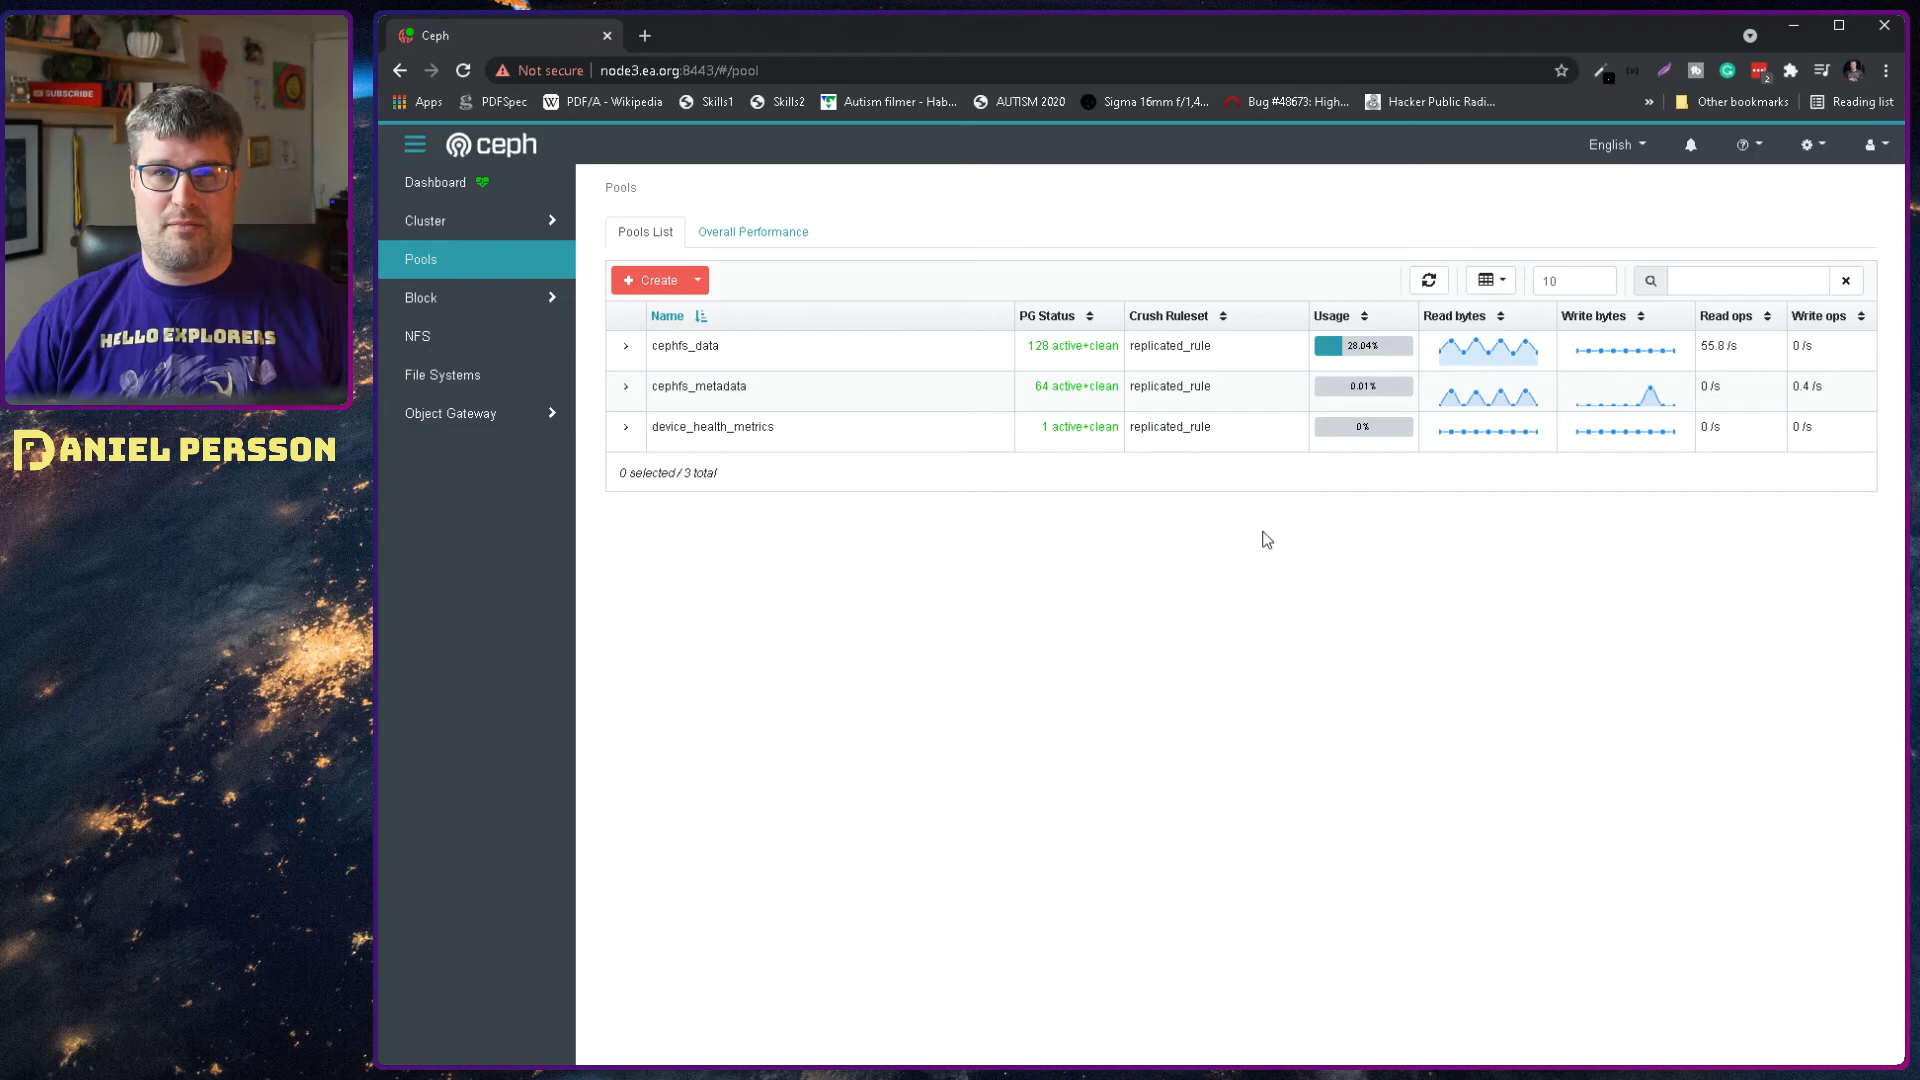 SUBSCRIBE
HELLO EXPLORERS
DANIEL PERSSON
Ceph
Not secure
node3.ea.org:8443/#/pool
2
Apps
PDFSpec
PDF/A - Wikipedia
Skills1
Skills2
Autism filmer - Hab...
AUTISM 2020
Sigma 16mm f/1,4...
Bug #48673: High...
Hacker Public Radi...
»
Other bookmarks
Reading list
ceph
English
Dashboard
Cluster
Pools
Block
NFS
File Systems
Object Gateway
Pools
Pools List
Overall Performance
+ Create
10
Name PG Status Crush Ruleset Usage Read bytes Write bytes Read ops Write ops
cephfs_data 128 active+clean replicated_rule 28.04% 55.8 /s 0 /s
cephfs_metadata 64 active+clean replicated_rule 0.01% 0 /s 0.4 /s
device_health_metrics 1 active+clean replicated_rule 0% 0 /s 0 /s
0 selected / 3 total